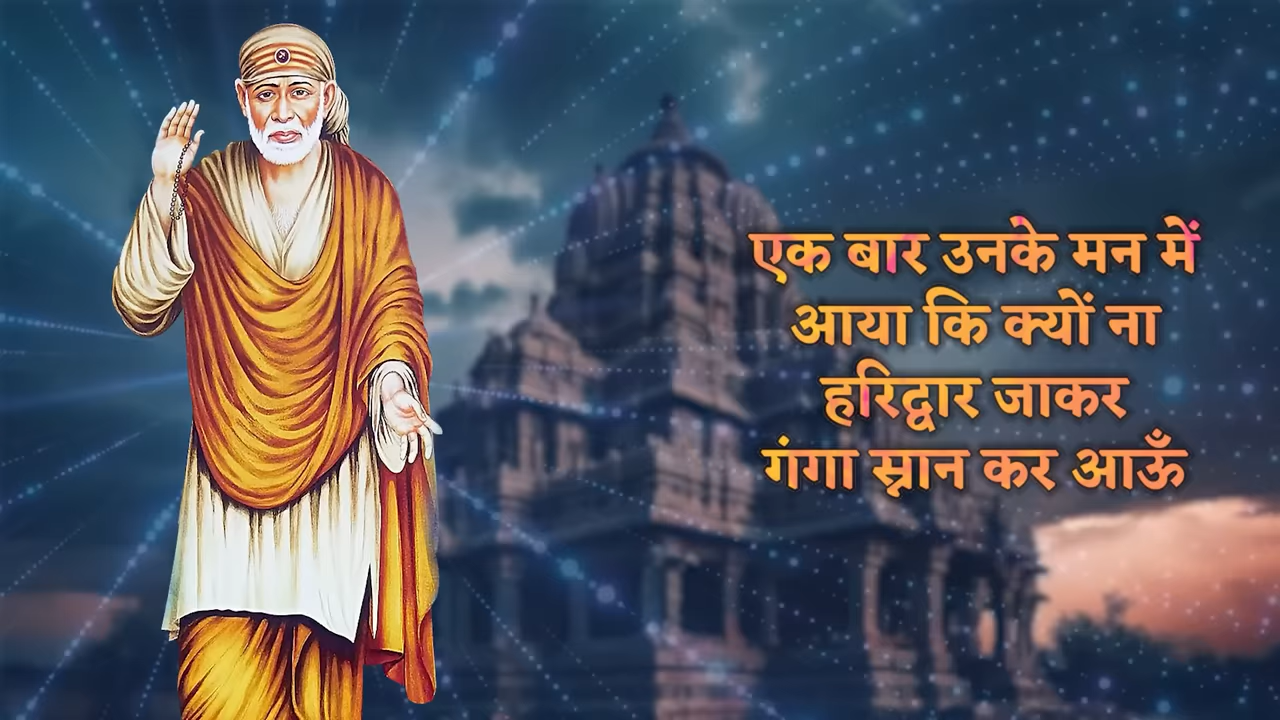 एक बार उनके मन में
आया कि क्यों ना
हरिद्वार जाकर
गंगा स्नान कर आऊँ